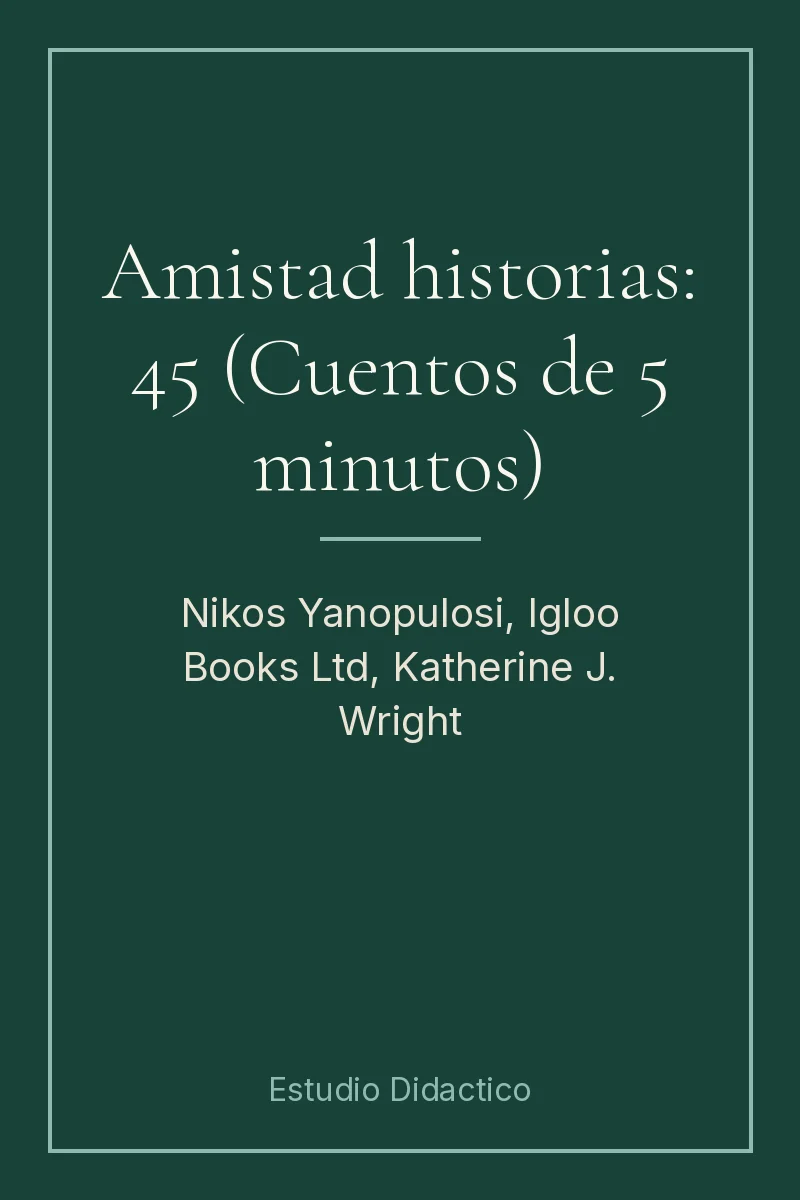 Amistad historias:
45 (Cuentos de 5
minutos)
Nikos Yanopulosi, Igloo
Books Ltd, Katherine J.
Wright
Estudio Didactico